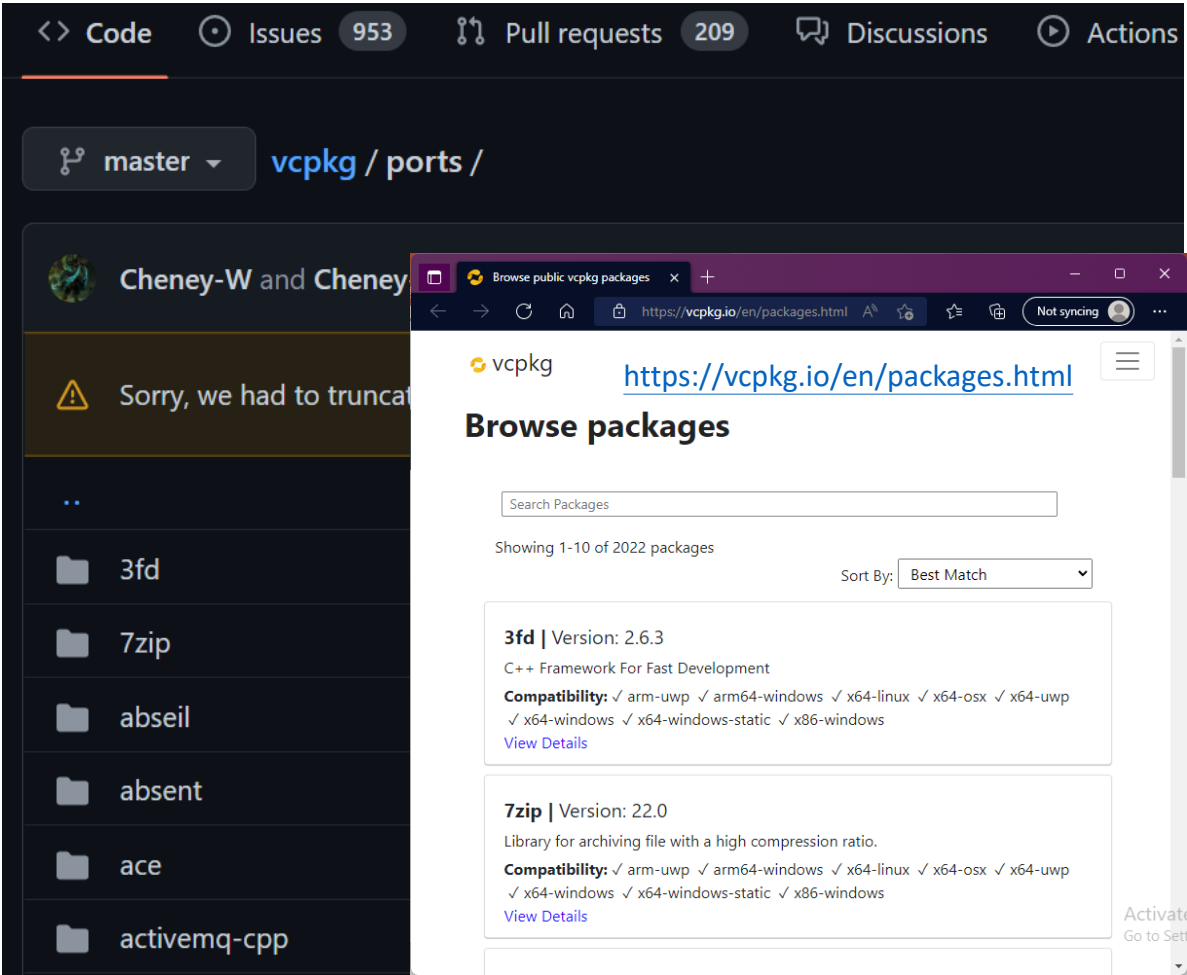 Code Issues 953 Pull requests 209 Discussions Actions
master vcpkg / ports /
Cheney-W and Cheney-
Sorry, we had to truncat
..
3fd
7zip
abseil
absent
ace
activemq-cpp
Browse public vcpkg packages
https://vcpkg.io/en/packages.html Not syncing
vcpkg
https://vcpkg.io/en/packages.html
Browse packages
Search Packages
Showing 1-10 of 2022 packages
Sort By: Best Match
3fd | Version: 2.6.3
C++ Framework For Fast Development
Compatibility: ✓ arm-uwp ✓ arm64-windows ✓ x64-linux ✓ x64-osx ✓ x64-uwp
✓ x64-windows ✓ x64-windows-static ✓ x86-windows
View Details
7zip | Version: 22.0
Library for archiving file with a high compression ratio.
Compatibility: ✓ arm-uwp ✓ arm64-windows ✓ x64-linux ✓ x64-osx ✓ x64-uwp
✓ x64-windows ✓ x64-windows-static ✓ x86-windows
View Details
Activate
Go to Sett